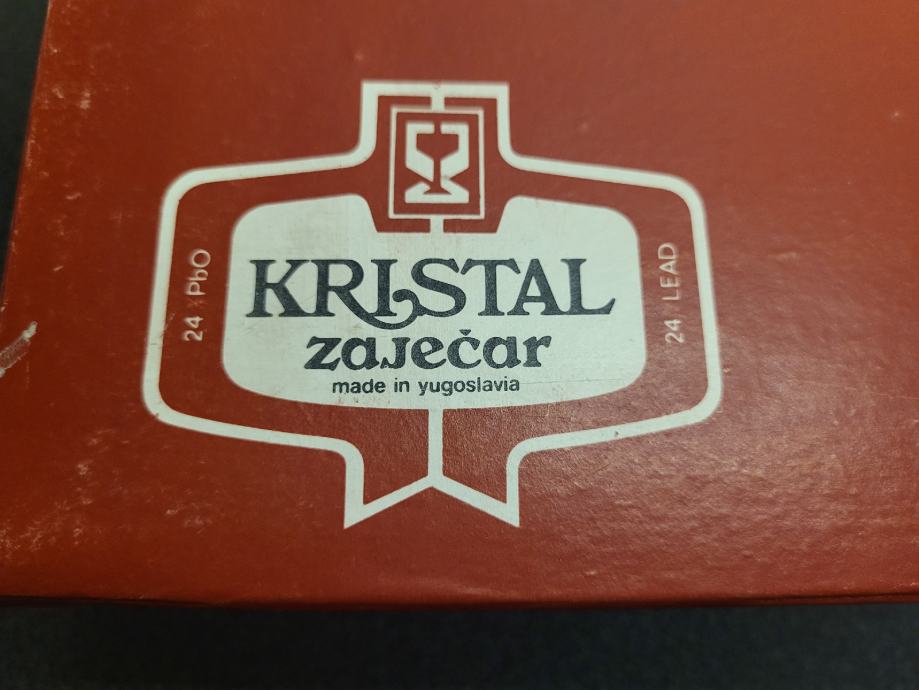 KRISTAL
zaječar
made in yugoslavia
24 PbO
24 LEAD